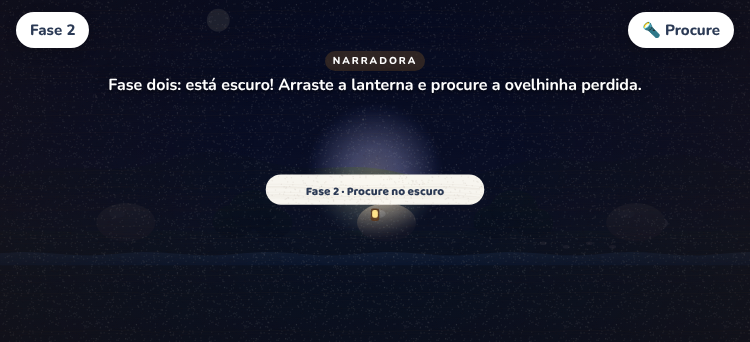 Fase 2
🔦 Procure
NARRADORA
Fase dois: está escuro! Arraste a lanterna e procure a ovelhinha perdida.
Fase 2 · Procure no escuro